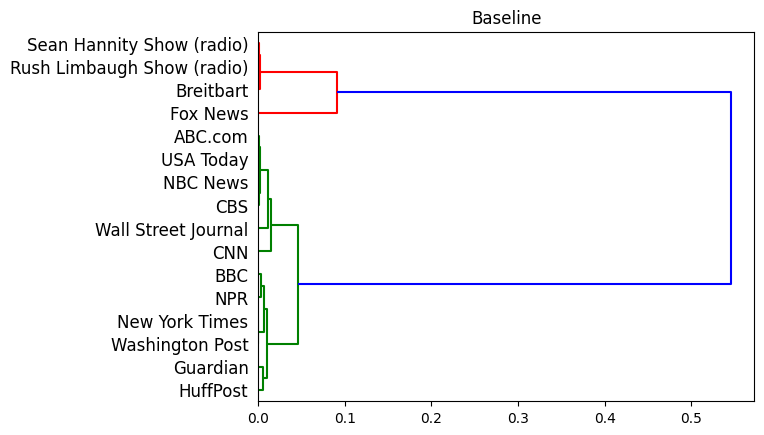 Baseline
Sean Hannity Show (radio)
Rush Limbaugh Show (radio)
Breitbart
Fox News
ABC.com
USA Today
NBC News
CBS
Wall Street Journal
CNN
BBC
NPR
New York Times
Washington Post
Guardian
HuffPost
0.0 0.1 0.2 0.3 0.4 0.5